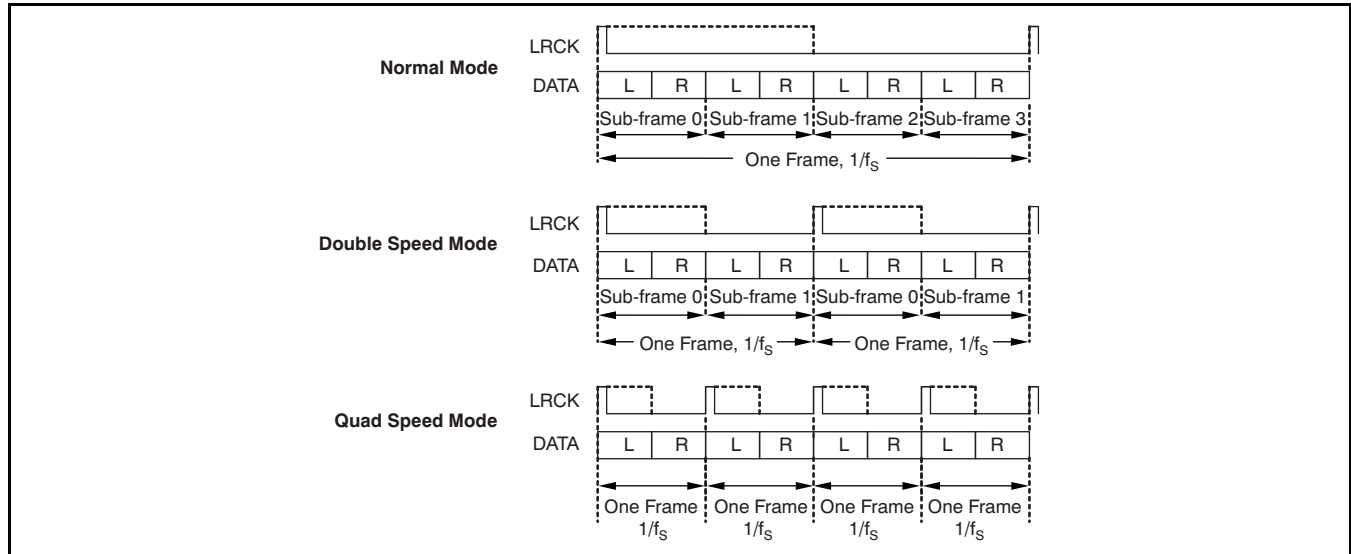 Normal Mode
LRCK
DATA L R L R L R L R
Sub-frame 0 Sub-frame 1 Sub-frame 2 Sub-frame 3
One Frame, 1/fS
Double Speed Mode
LRCK
DATA L R L R L R L R
Sub-frame 0 Sub-frame 1 Sub-frame 0 Sub-frame 1
One Frame, 1/fS One Frame, 1/fS
Quad Speed Mode
LRCK
DATA L R L R L R L R
One Frame One Frame One Frame One Frame
1/fS 1/fS 1/fS 1/fS